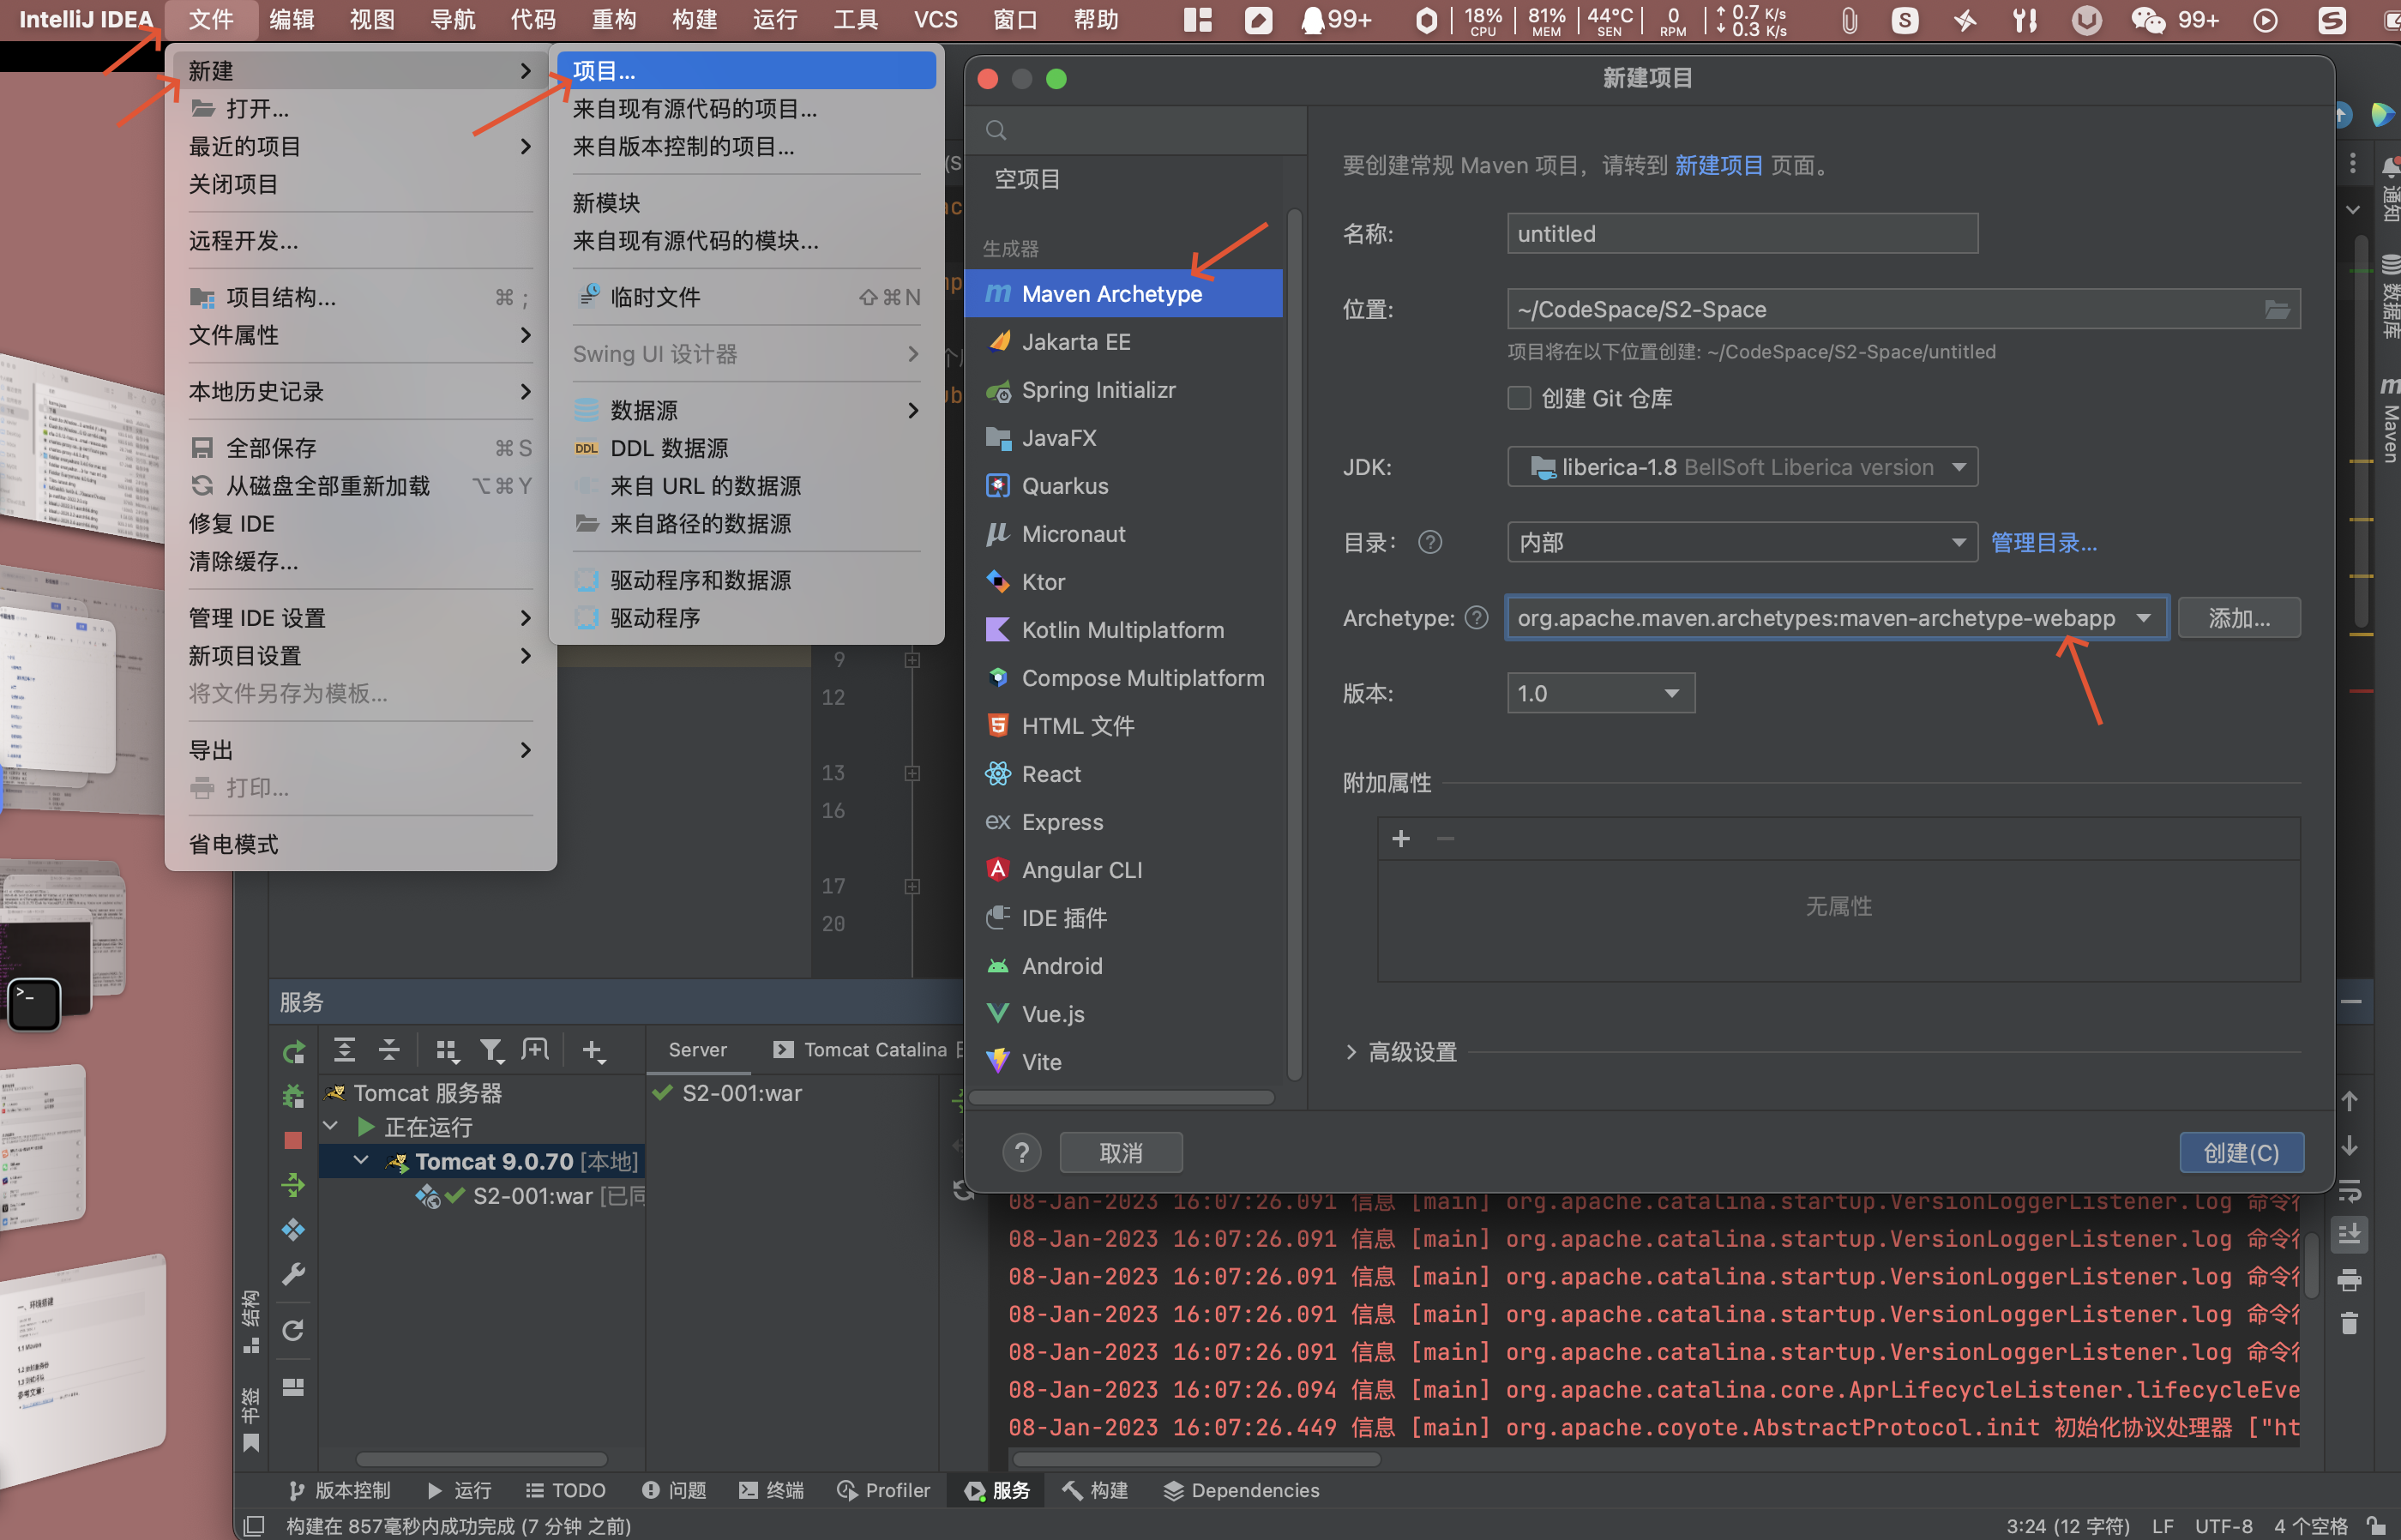 IntelliJ IDEA 文件 编辑 视图 导航 代码 重构 构建 运行 工具 VCS 窗口 帮助 99+ 18% CPU 81% MEM 44°C SEN 0 RPM ↑ 0.7 K/s ↓ 0.3 K/s 99+
新建
打开...
最近的项目
关闭项目
远程开发...
项目结构... ⌘ ;
文件属性
本地历史记录
全部保存 ⌘ S
从磁盘全部重新加载 ⌥ ⌘ Y
修复 IDE
清除缓存...
管理 IDE 设置
新项目设置
将文件另存为模板...
导出
打印...
省电模式
项目...
来自现有源代码的项目...
来自版本控制的项目...
新模块
来自现有源代码的模块...
临时文件 ⇧ ⌘ N
Swing UI 设计器
数据源
DDL DDL 数据源
来自 URL 的数据源
来自路径的数据源
驱动程序和数据源
驱动程序
9
12
13
16
17
20
新建项目
空项目
生成器
Maven Archetype
Jakarta EE
Spring Initializr
JavaFX
Quarkus
Micronaut
Ktor
Kotlin Multiplatform
Compose Multiplatform
HTML 文件
React
ex Express
Angular CLI
IDE 插件
Android
Vue.js
Vite
要创建常规 Maven 项目，请转到 新建项目 页面。
名称: untitled
位置: ~/CodeSpace/S2-Space
项目将在以下位置创建: ~/CodeSpace/S2-Space/untitled
创建 Git 仓库
JDK: liberica-1.8 BellSoft Liberica version
目录: ? 内部 管理目录...
Archetype: ? org.apache.maven.archetypes:maven-archetype-webapp 添加...
版本: 1.0
附加属性
+ −
无属性
高级设置
? 取消 创建(C)
通知
数据库
Maven
服务
Server Tomcat Catalina
Tomcat 服务器
正在运行
Tomcat 9.0.70 [本地]
S2-001:war [已同
S2-001:war
08-Jan-2023 16:07:26.091 信息 [main] org.apache.catalina.startup.VersionLoggerListener.log 命令行
08-Jan-2023 16:07:26.091 信息 [main] org.apache.catalina.startup.VersionLoggerListener.log 命令行
08-Jan-2023 16:07:26.091 信息 [main] org.apache.catalina.startup.VersionLoggerListener.log 命令行
08-Jan-2023 16:07:26.091 信息 [main] org.apache.catalina.startup.VersionLoggerListener.log 命令行
08-Jan-2023 16:07:26.091 信息 [main] org.apache.catalina.startup.VersionLoggerListener.log 命令行
08-Jan-2023 16:07:26.094 信息 [main] org.apache.catalina.core.AprLifecycleListener.lifecycleEve
08-Jan-2023 16:07:26.449 信息 [main] org.apache.coyote.AbstractProtocol.init 初始化协议处理器 ["ht
结构
书签
版本控制 运行 TODO 问题 终端 Profiler 服务 构建 Dependencies
构建在 857毫秒内成功完成 (7 分钟 之前) 3:24 (12 字符) LF UTF-8 4 个空格